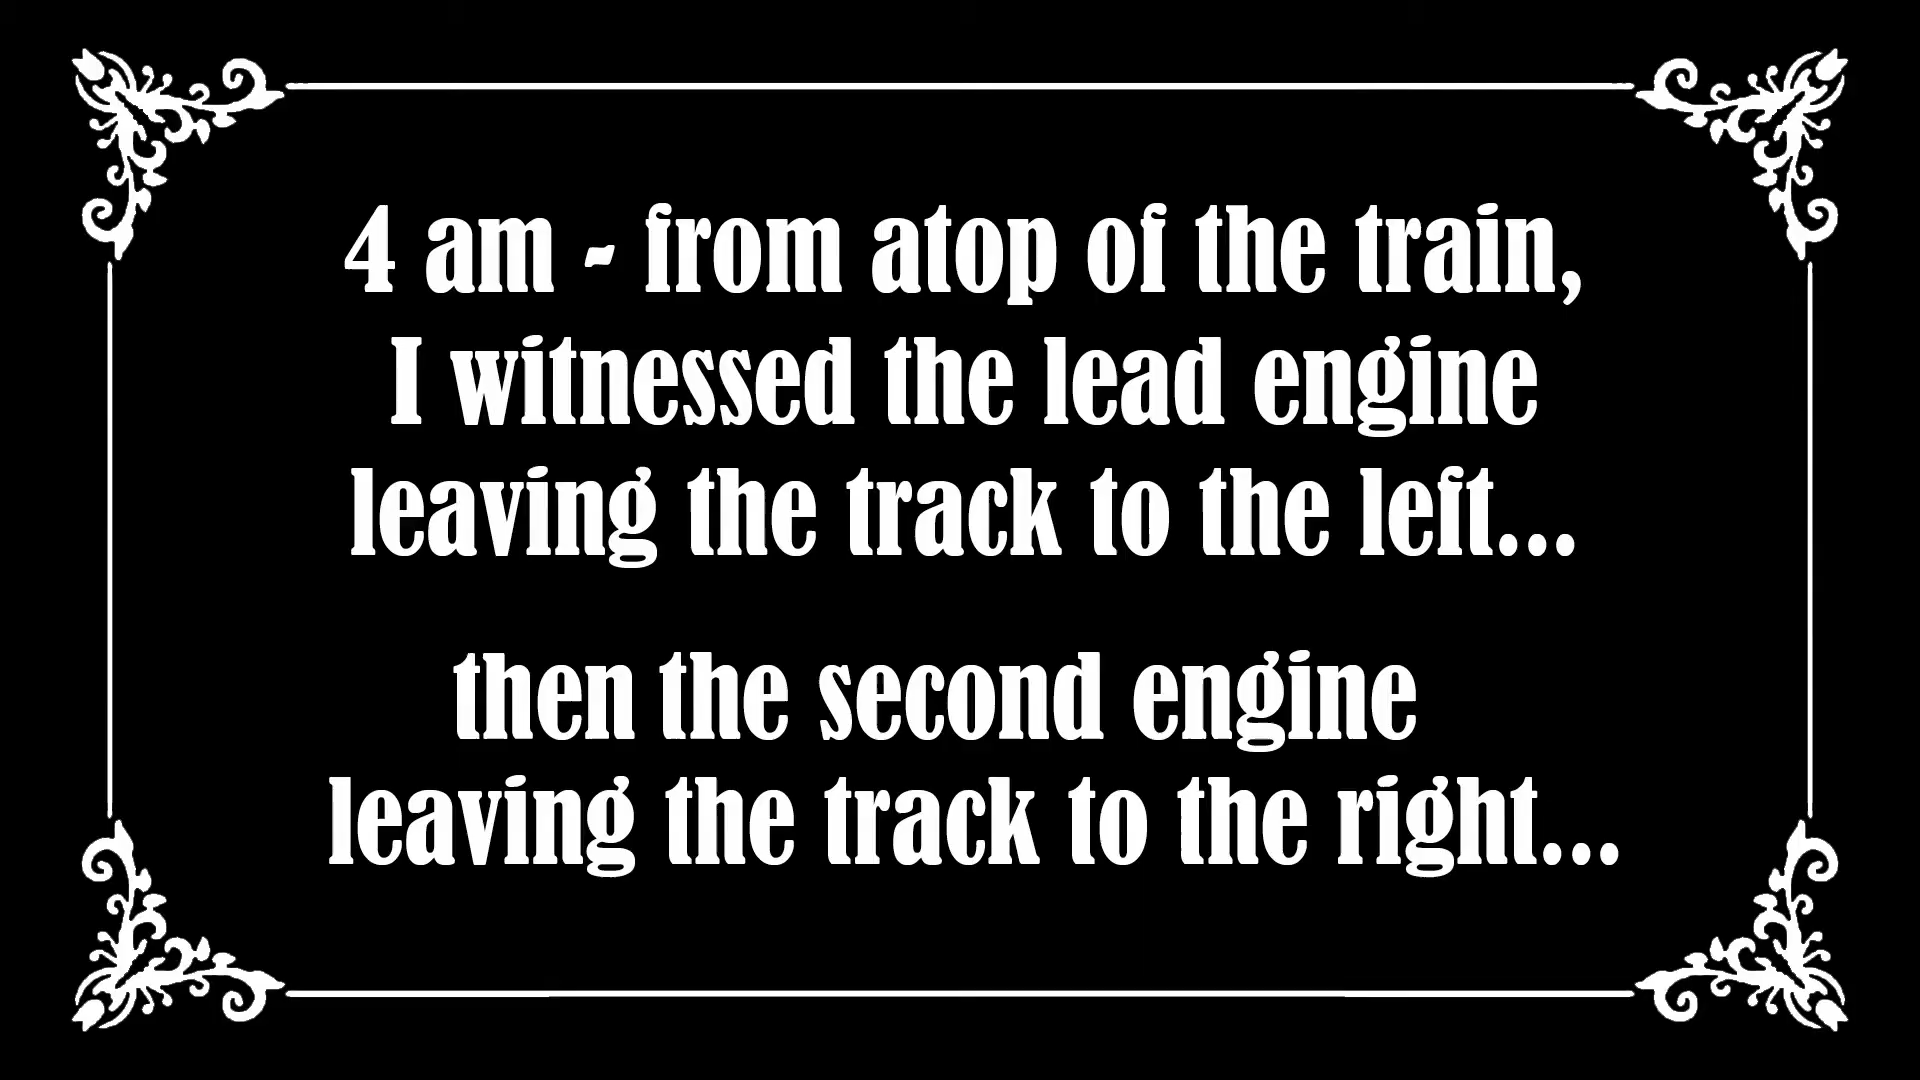 4 am - from atop of the train,
I witnessed the lead engine
leaving the track to the left...
then the second engine
leaving the track to the right...